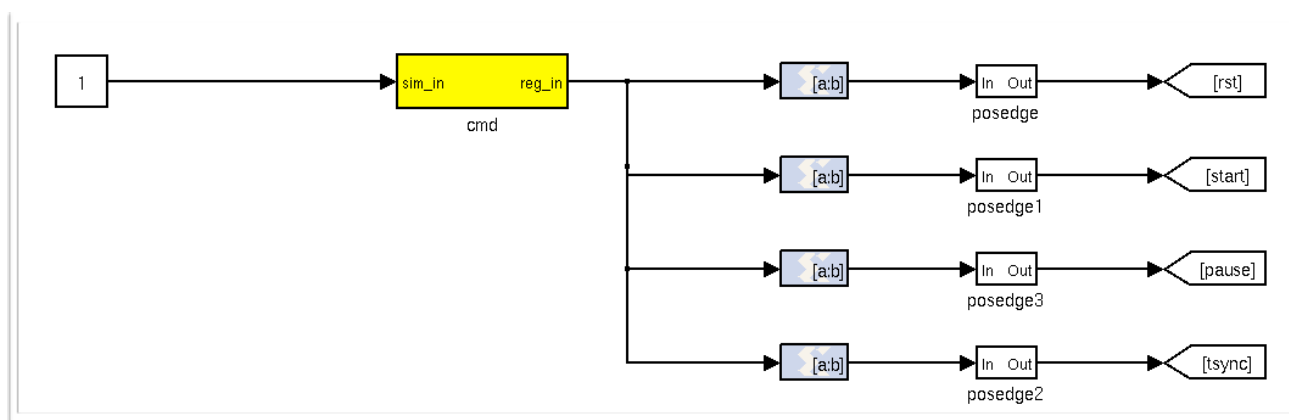 1
sim_in reg_in
cmd
[a:b]
In Out
posedge
[rst]
[a:b]
In Out
posedge1
[start]
[a:b]
In Out
posedge3
[pause]
[a:b]
In Out
posedge2
[tsync]